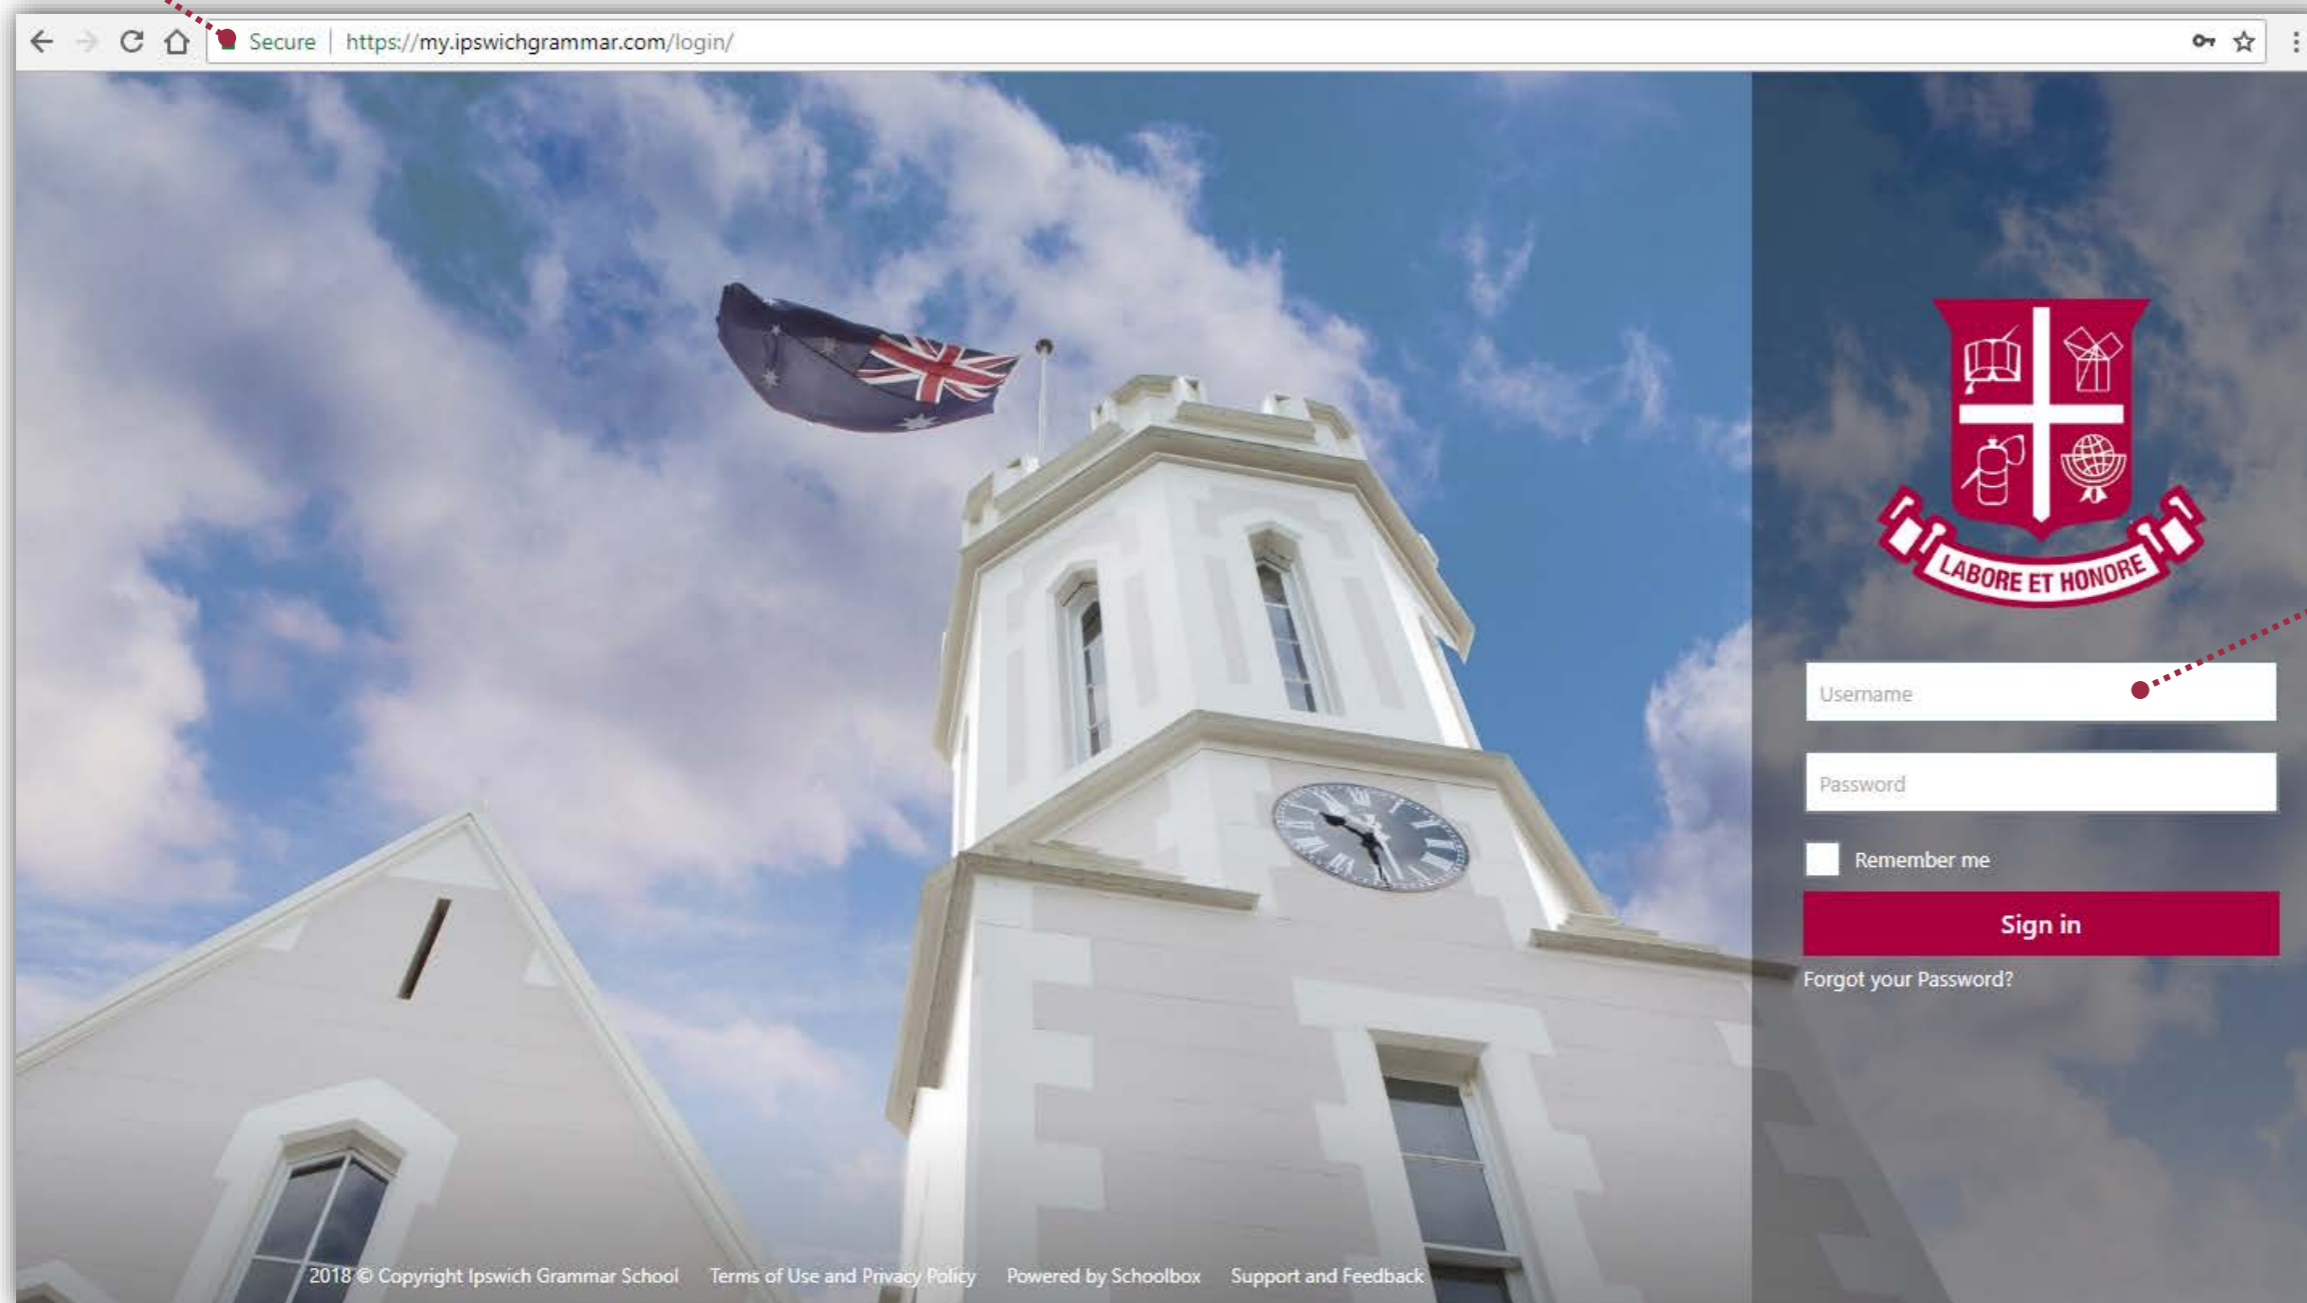 Secure | https://my.ipswichgrammar.com/login/
LABORE ET HONORE
Username
Password
Remember me
Sign in
Forgot your Password?
2018 © Copyright Ipswich Grammar School Terms of Use and Privacy Policy Powered by Schoolbox Support and Feedback